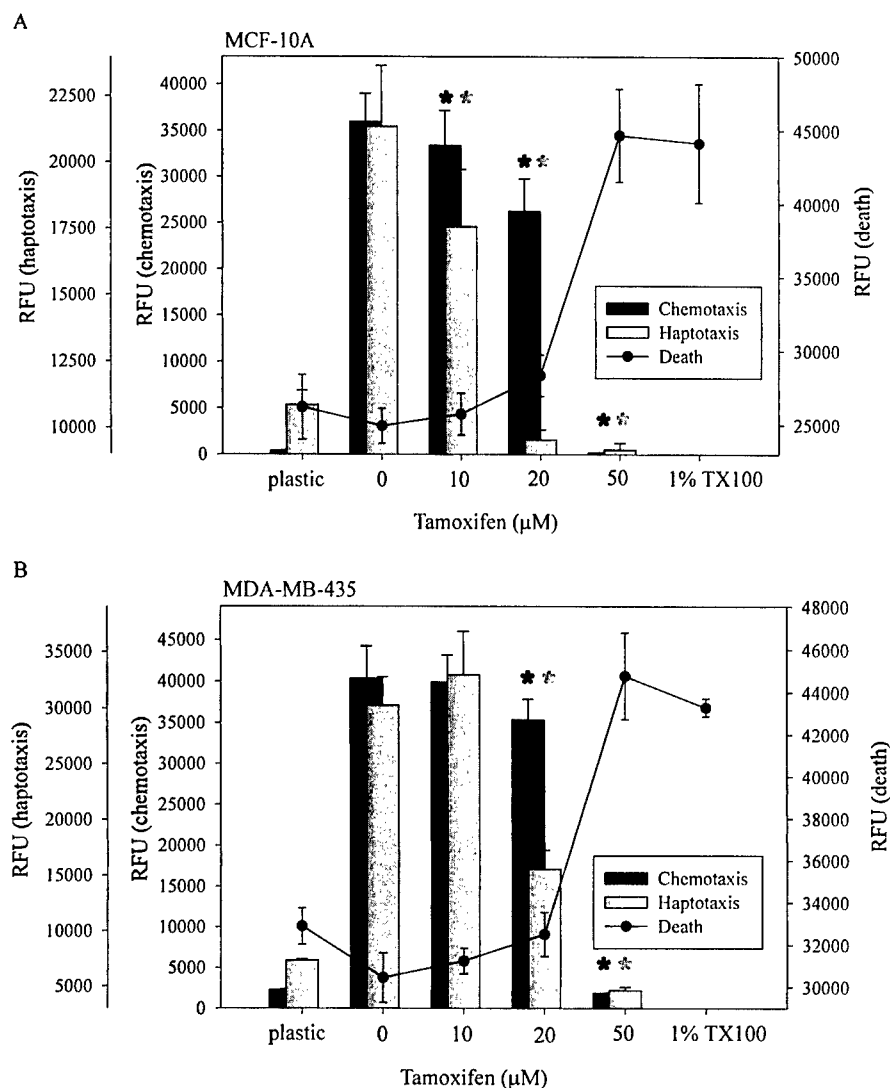 A
MCF-10A
RFU (haptotaxis)
22500
20000
17500
15000
12500
10000
RFU (chemotaxis)
40000
35000
30000
25000
20000
15000
10000
5000
0
50000
45000
40000
35000
30000
25000
RFU (death)
Chemotaxis
Haptotaxis
Death
plastic 0 10 20 50 1% TX100
Tamoxifen (µM)
B
MDA-MB-435
RFU (haptotaxis)
35000
30000
25000
20000
15000
10000
5000
RFU (chemotaxis)
45000
40000
35000
30000
25000
20000
15000
10000
5000
0
48000
46000
44000
42000
40000
38000
36000
34000
32000
30000
RFU (death)
Chemotaxis
Haptotaxis
Death
plastic 0 10 20 50 1% TX100
Tamoxifen (µM)